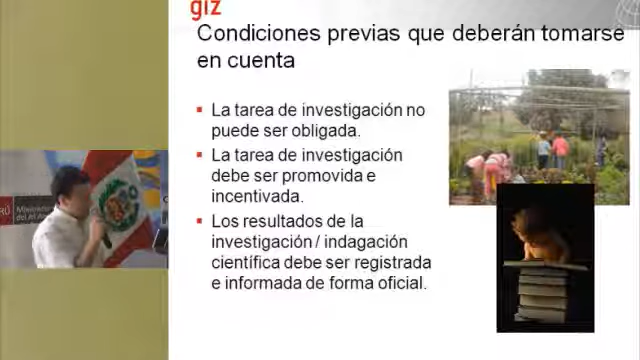 giz
Condiciones previas que deberán tomarse
en cuenta
▪ La tarea de investigación no
puede ser obligada.
▪ La tarea de investigación
debe ser promovida e
incentivada.
▪ Los resultados de la
investigación / indagación
científica debe ser registrada
e informada de forma oficial.
Ministerio
del A